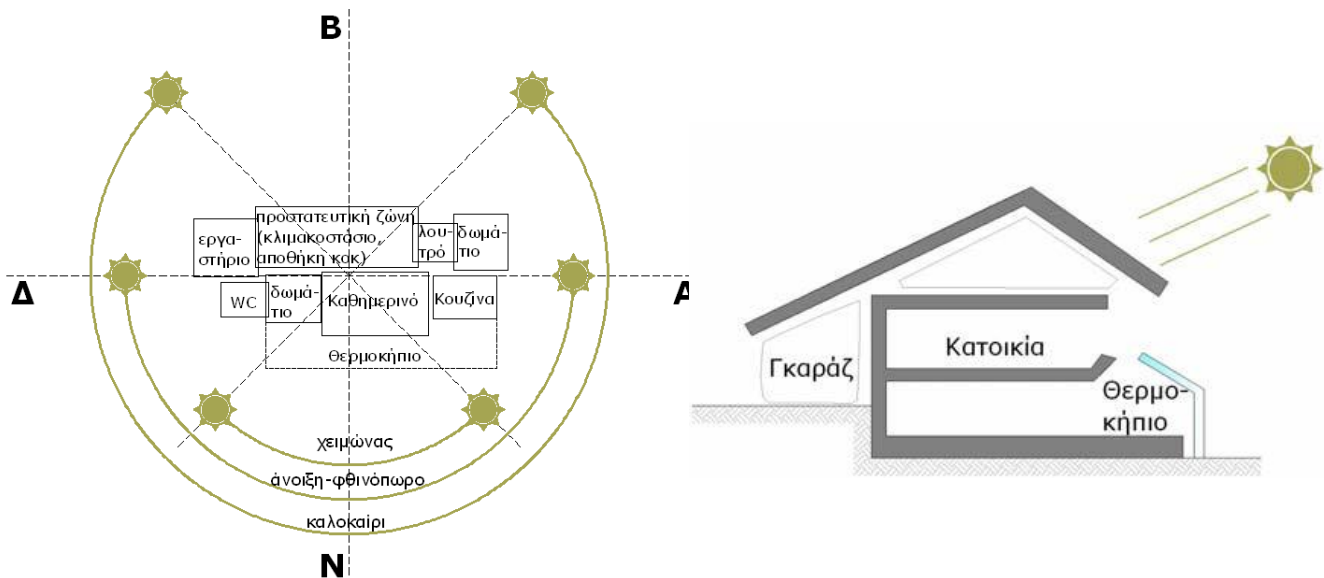 Β
προστατευτική ζώνη
(κλιμακοστάσιο,
αποθήκη κακ)
εργα-
στήριο
λου-
τρό
δωμά-
τιο
Δ
Α
WC
δωμά-
τιο
Καθημερινό
Κουζίνα
Θερμοκήπιο
χειμώνας
άνοιξη-φθινόπωρο
καλοκαίρι
Ν
Γκαράζ
Κατοικία
Θερμο-
κήπιο